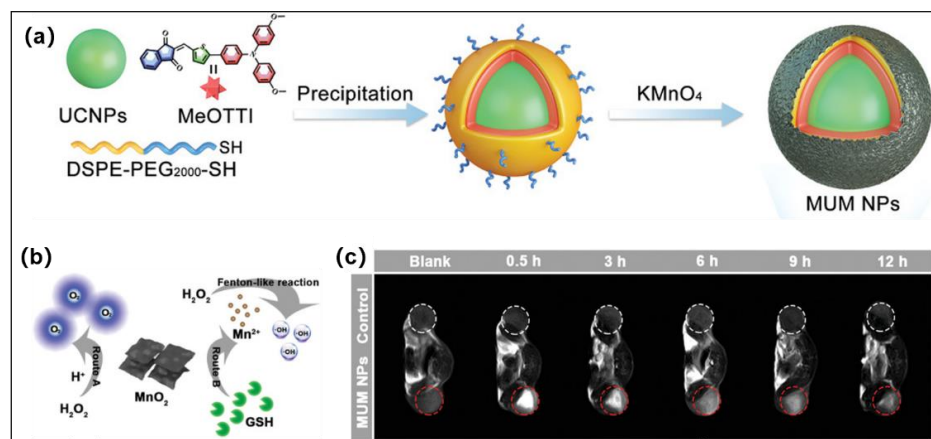 (a)
UCNPs
MeOTTI
SH
DSPE-PEG2000-SH
Precipitation
KMnO4
MUM NPs
(b)
O2
O2
O2
Route A
H+
H2O2
MnO2
Fenton-like reaction
H2O2
Mn2+
·OH
·OH
·OH
Route B
GSH
(c)
Blank 0.5 h 3 h 6 h 9 h 12 h
Control
MUM NPs